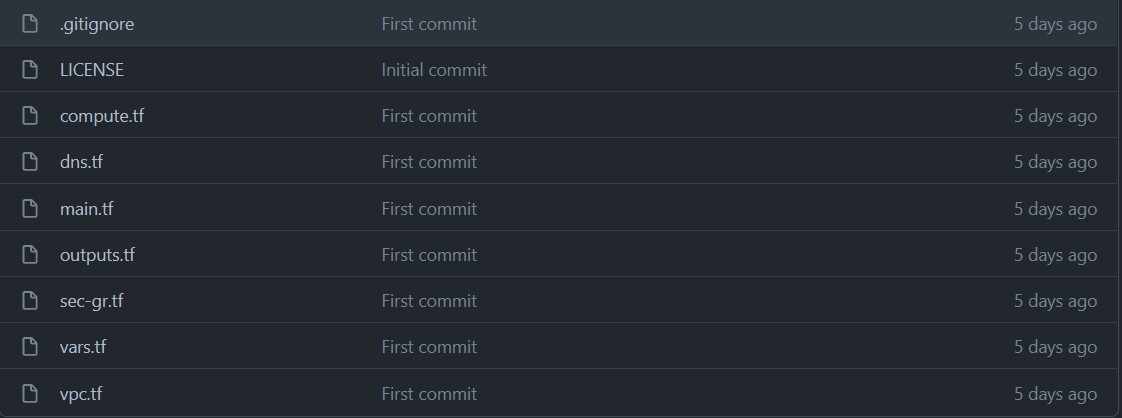 .gitignore First commit 5 days ago
LICENSE Initial commit 5 days ago
compute.tf First commit 5 days ago
dns.tf First commit 5 days ago
main.tf First commit 5 days ago
outputs.tf First commit 5 days ago
sec-gr.tf First commit 5 days ago
vars.tf First commit 5 days ago
vpc.tf First commit 5 days ago